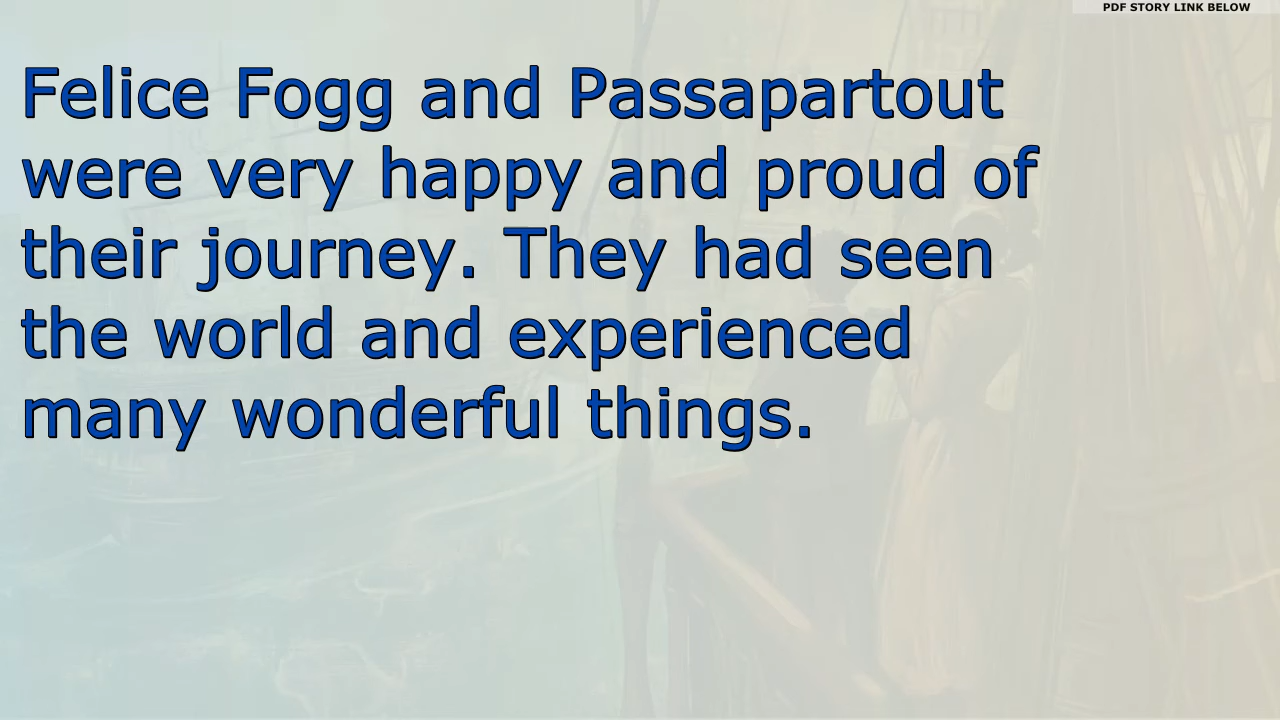 PDF STORY LINK BELOW
Felice Fogg and Passapartout
were very happy and proud of
their journey. They had seen
the world and experienced
many wonderful things.